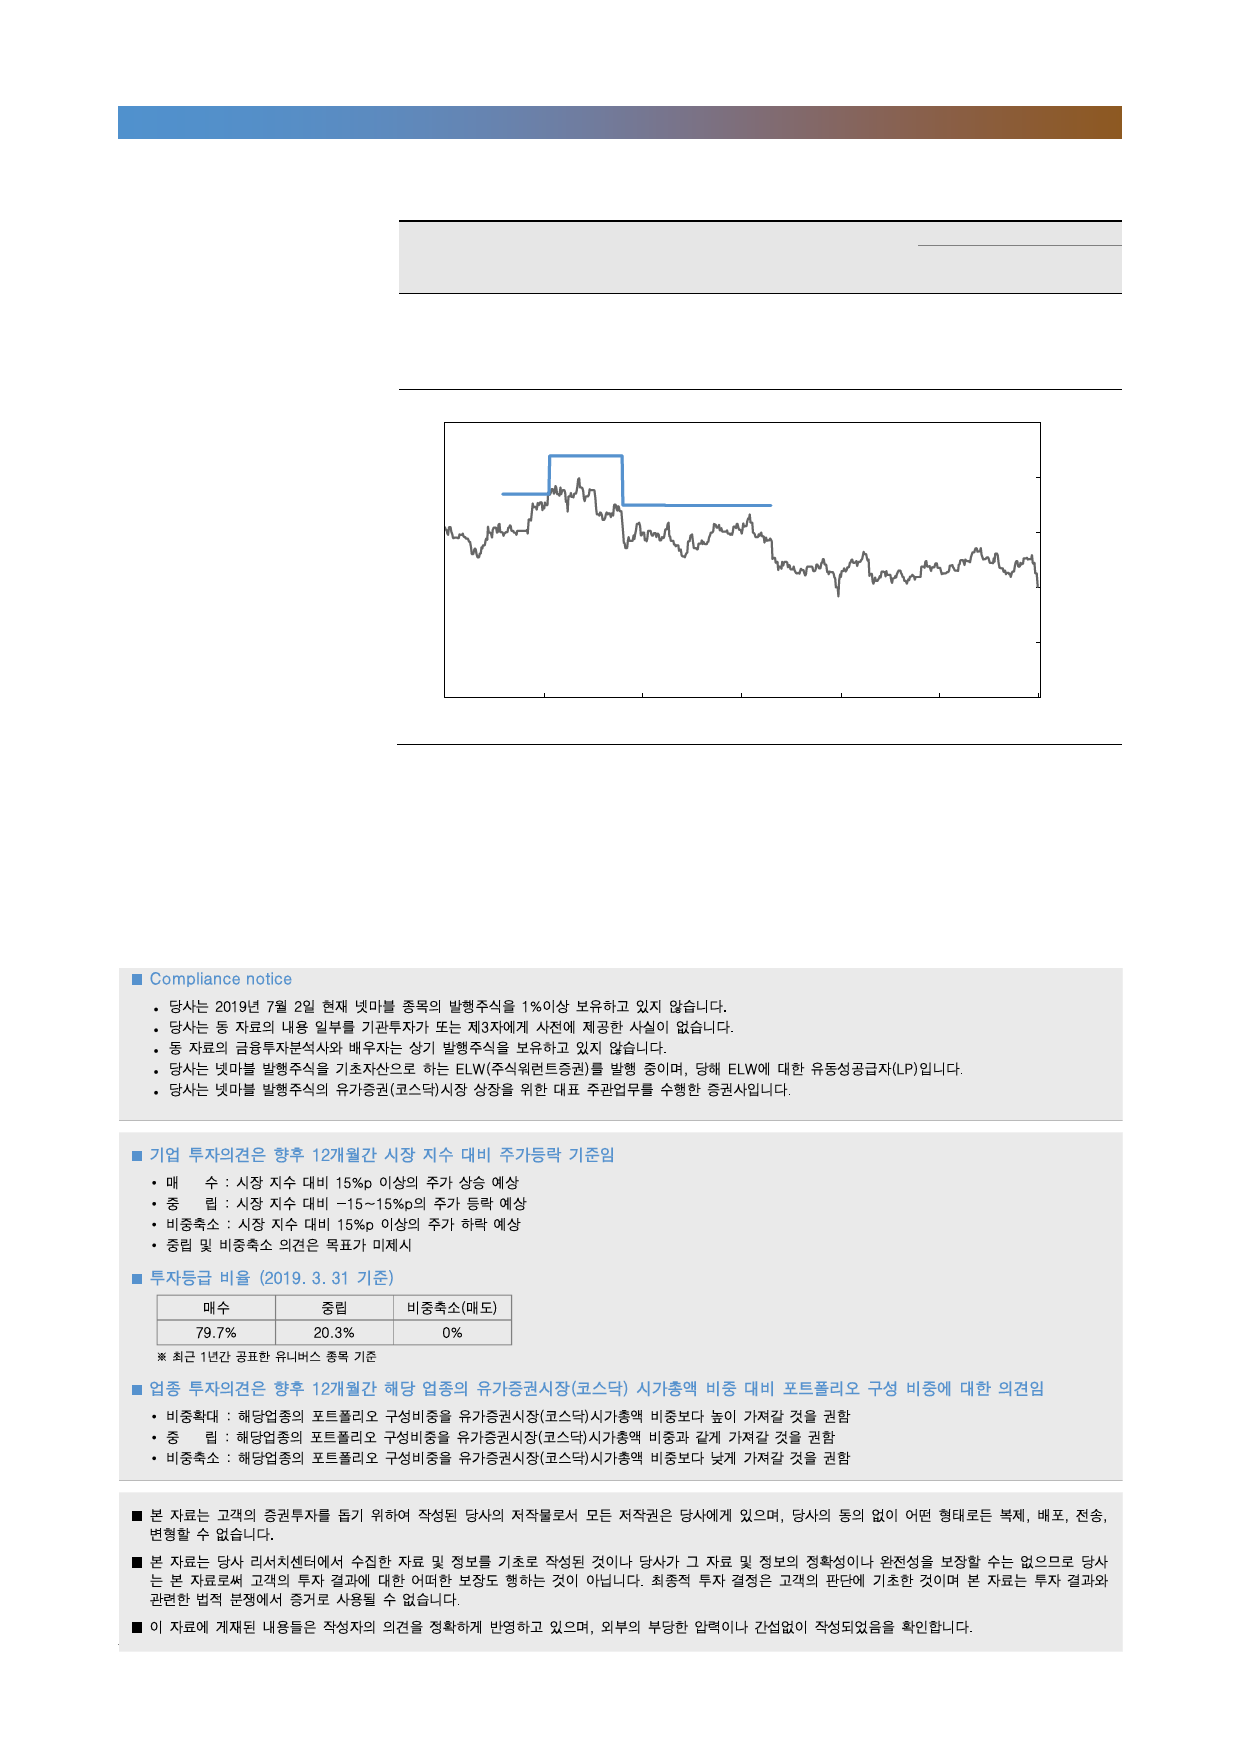 ■ Compliance notice
• 당사는 2019년 7월 2일 현재 넷마블 종목의 발행주식을 1%이상 보유하고 있지 않습니다.
• 당사는 동 자료의 내용 일부를 기관투자가 또는 제3자에게 사전에 제공한 사실이 없습니다.
• 동 자료의 금융투자분석사와 배우자는 상기 발행주식을 보유하고 있지 않습니다.
• 당사는 넷마블 발행주식을 기초자산으로 하는 ELW(주식워런트증권)를 발행 중이며, 당해 ELW에 대한 유동성공급자(LP)입니다.
• 당사는 넷마블 발행주식의 유가증권(코스닥)시장 상장을 위한 대표 주관업무를 수행한 증권사입니다.
■ 기업 투자의견은 향후 12개월간 시장 지수 대비 주가등락 기준임
• 매 수 : 시장 지수 대비 15%p 이상의 주가 상승 예상
• 중 립 : 시장 지수 대비 -15~15%p의 주가 등락 예상
• 비중축소 : 시장 지수 대비 15%p 이상의 주가 하락 예상
• 중립 및 비중축소 의견은 목표가 미제시
■ 투자등급 비율 (2019. 3. 31 기준)
매수 중립 비중축소(매도)
79.7% 20.3% 0%
※ 최근 1년간 공표한 유니버스 종목 기준
■ 업종 투자의견은 향후 12개월간 해당 업종의 유가증권시장(코스닥) 시가총액 비중 대비 포트폴리오 구성 비중에 대한 의견임
• 비중확대 : 해당업종의 포트폴리오 구성비중을 유가증권시장(코스닥)시가총액 비중보다 높이 가져갈 것을 권함
• 중 립 : 해당업종의 포트폴리오 구성비중을 유가증권시장(코스닥)시가총액 비중과 같게 가져갈 것을 권함
• 비중축소 : 해당업종의 포트폴리오 구성비중을 유가증권시장(코스닥)시가총액 비중보다 낮게 가져갈 것을 권함
■ 본 자료는 고객의 증권투자를 돕기 위하여 작성된 당사의 저작물로서 모든 저작권은 당사에게 있으며, 당사의 동의 없이 어떤 형태로든 복제, 배포, 전송,
변형할 수 없습니다.
■ 본 자료는 당사 리서치센터에서 수집한 자료 및 정보를 기초로 작성된 것이나 당사가 그 자료 및 정보의 정확성이나 완전성을 보장할 수는 없으므로 당사
는 본 자료로써 고객의 투자 결과에 대한 어떠한 보장도 행하는 것이 아닙니다. 최종적 투자 결정은 고객의 판단에 기초한 것이며 본 자료는 투자 결과와
관련한 법적 분쟁에서 증거로 사용될 수 없습니다.
■ 이 자료에 게재된 내용들은 작성자의 의견을 정확하게 반영하고 있으며, 외부의 부당한 압력이나 간섭없이 작성되었음을 확인합니다.